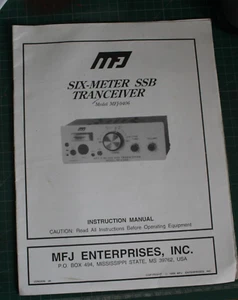 MFJ
SIX-METER SSB
TRANCEIVER
Model MFJ-9406
INSTRUCTION MANUAL
CAUTION: Read All Instructions Before Operating Equipment
MFJ ENTERPRISES, INC.
P.O. BOX 494, MISSISSIPPI STATE, MS 39762, USA